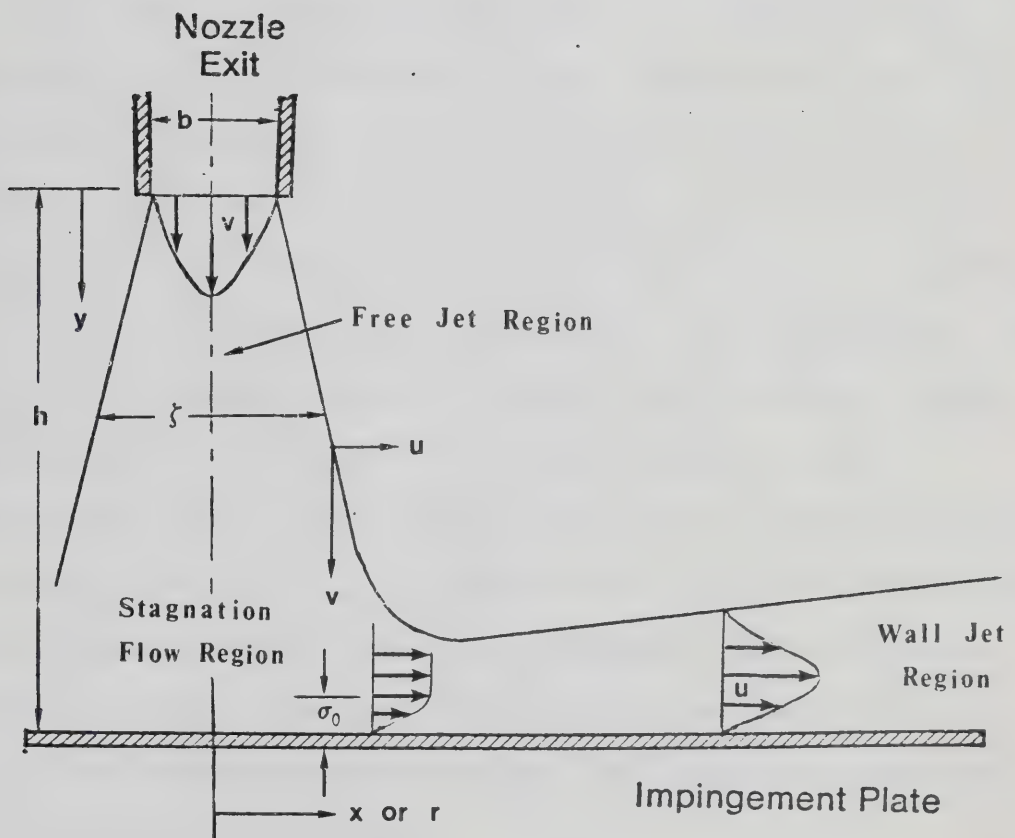 Nozzle
Exit
b
v
y
Free Jet Region
h
ζ
u
v
Stagnation
Flow Region
σ₀
u
Wall Jet
Region
x or r
Impingement Plate